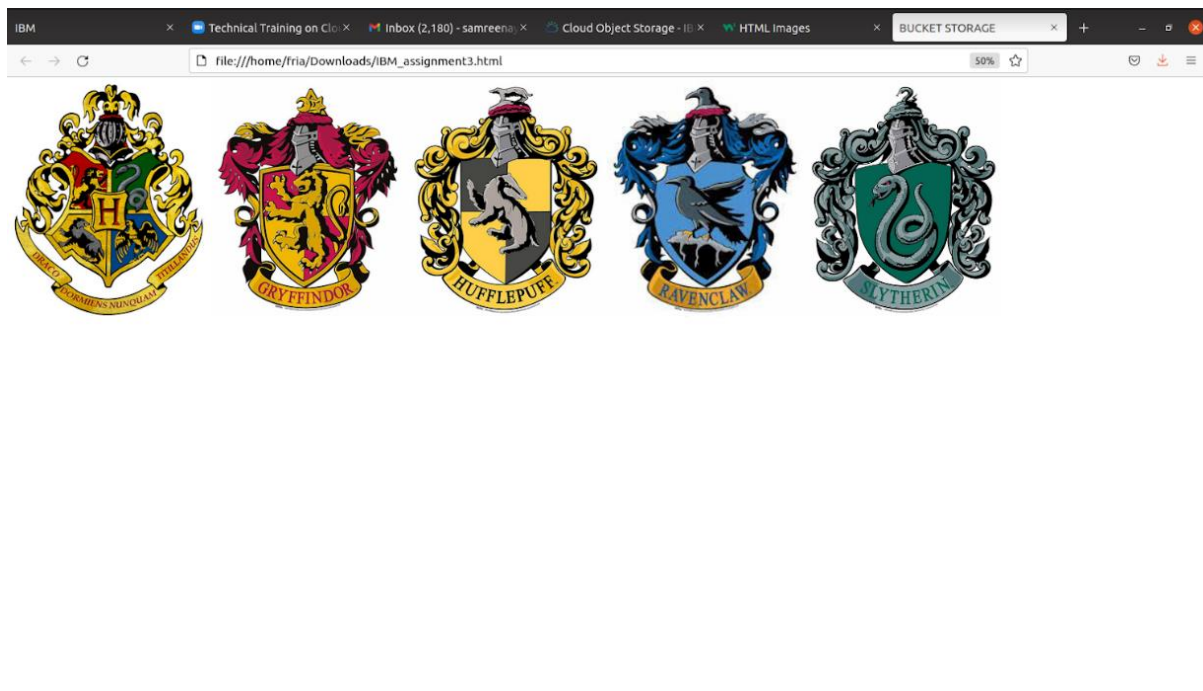 IBM
Technical Training on Clo
Inbox (2,180) - samreena
Cloud Object Storage - IB
HTML Images
BUCKET STORAGE
file:///home/fria/Downloads/IBM_assignment3.html
50%
H
DRACO DORMIENS NUNQUAM TITILLANDUS
GRYFFINDOR
HUFFLEPUFF
RAVENCLAW
SLYTHERIN